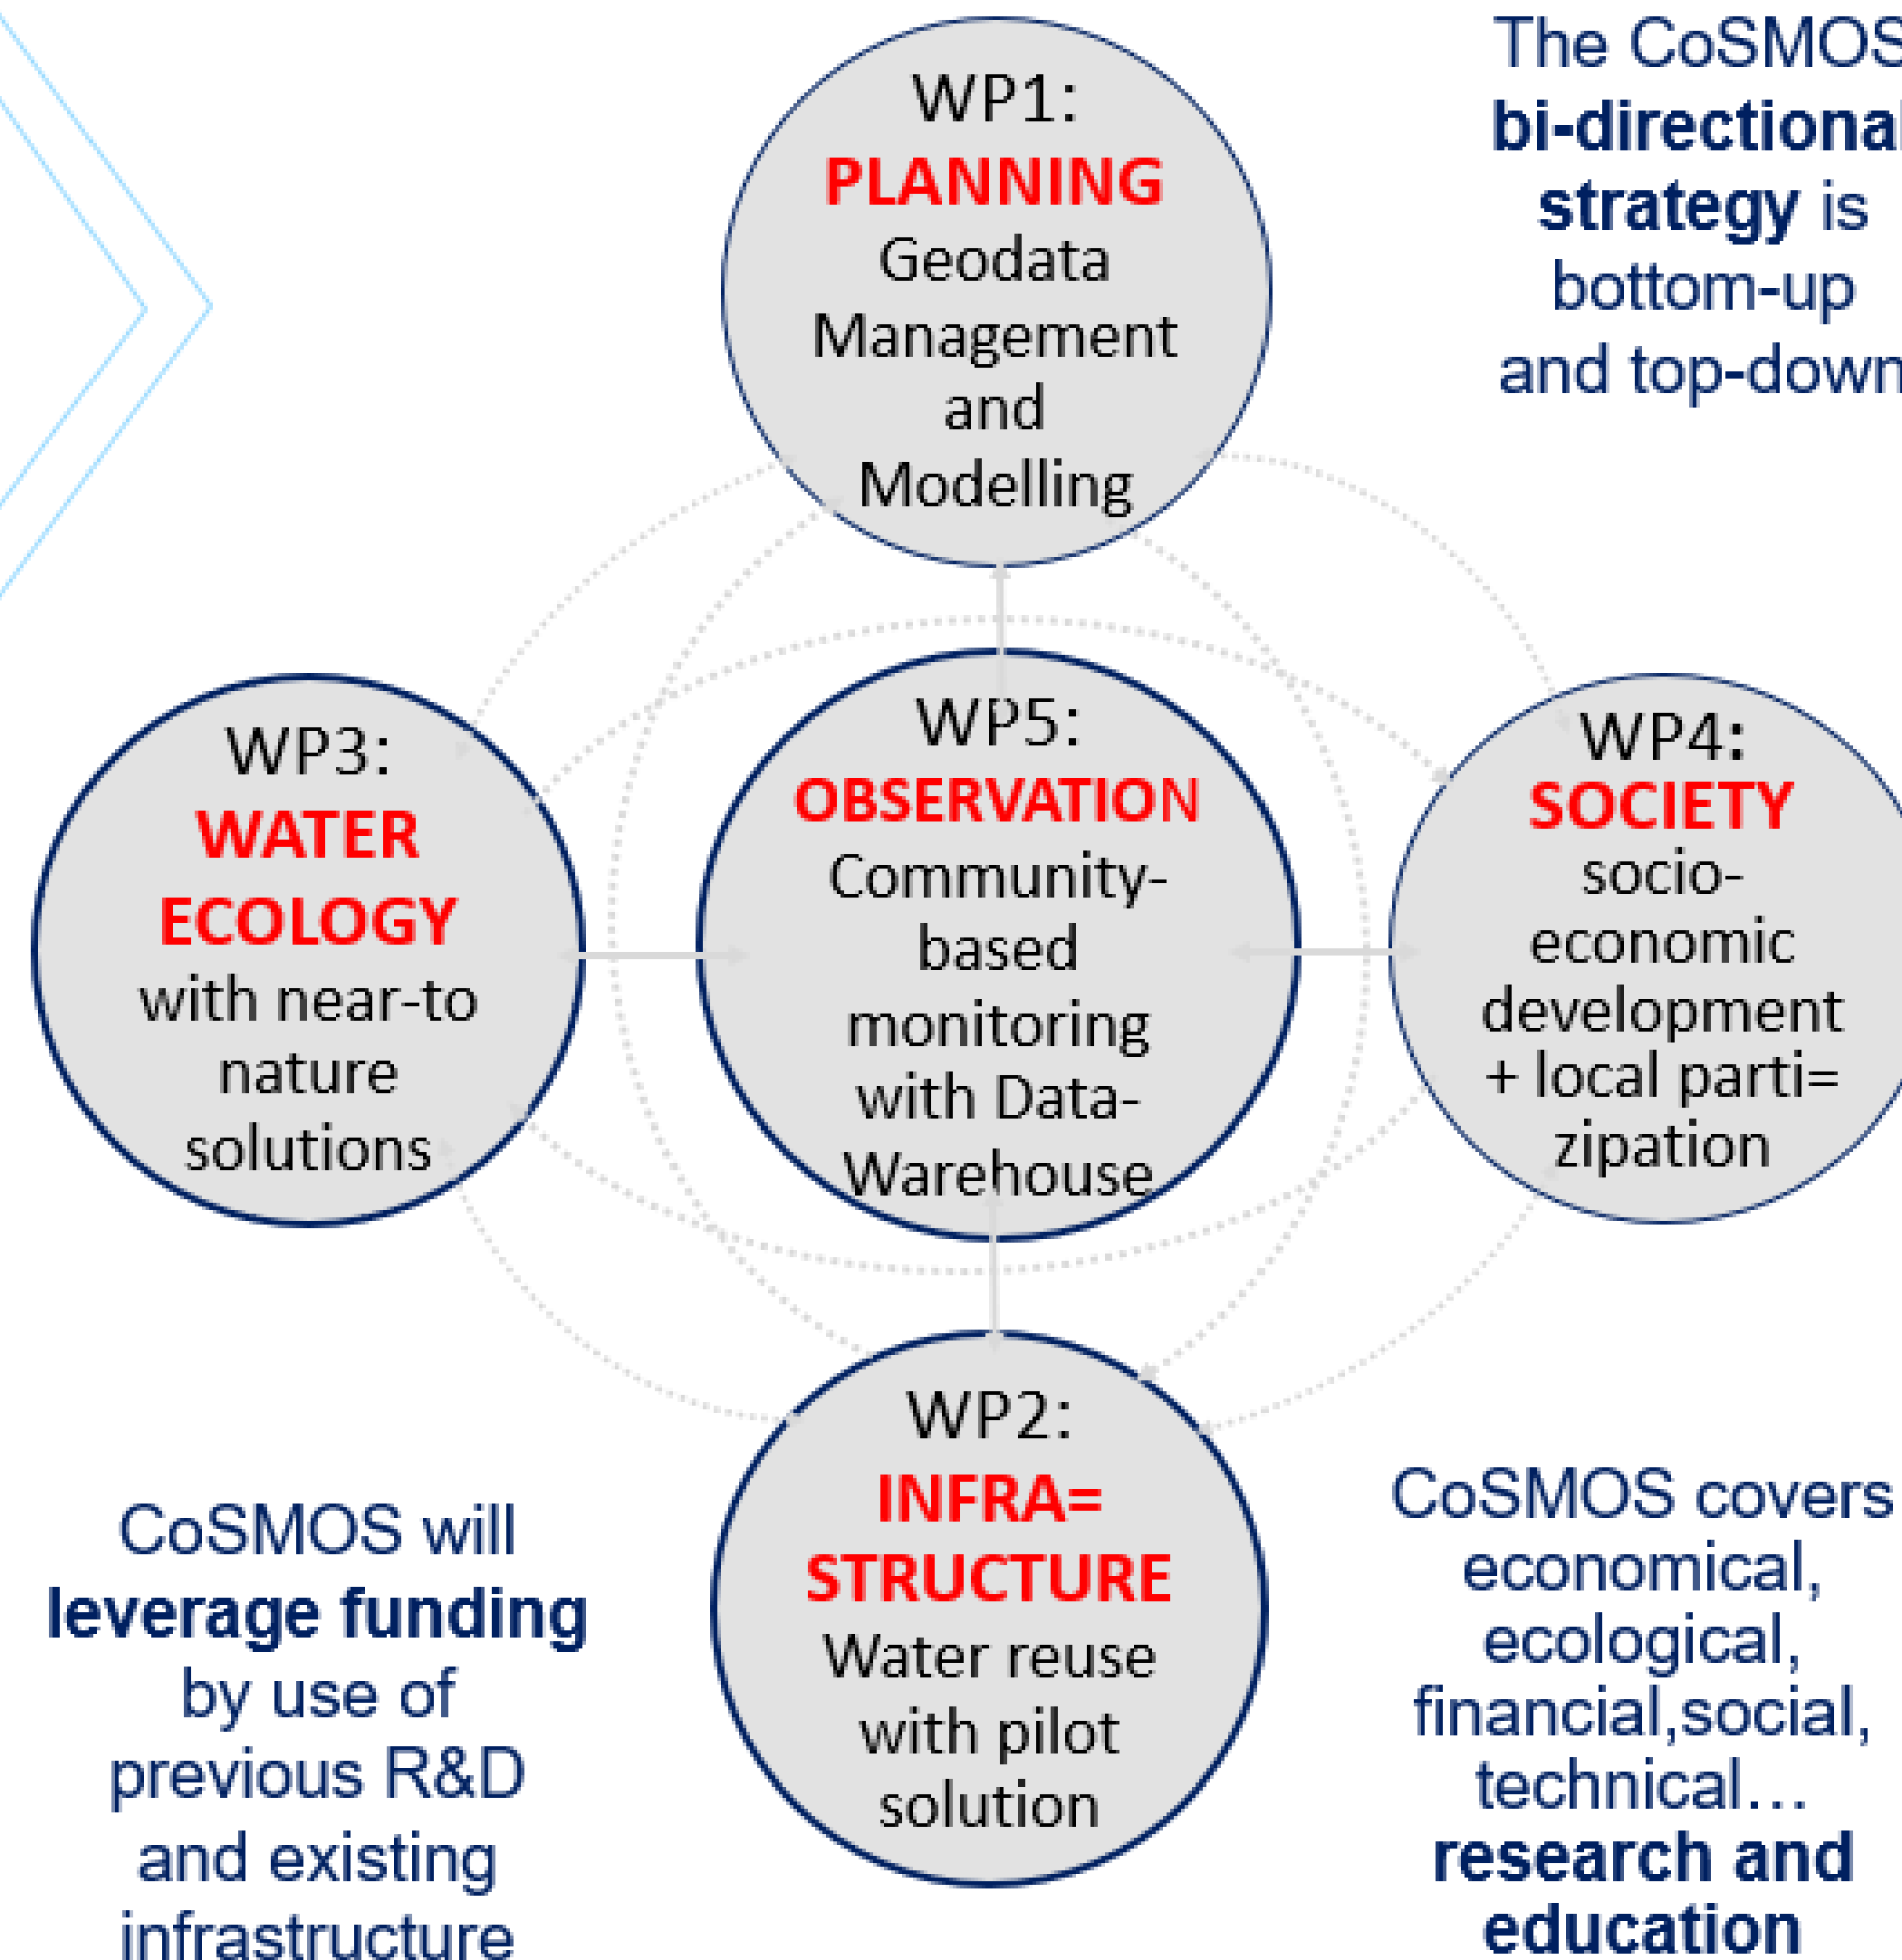 WP1:
PLANNING
Geodata
Management
and
Modelling
The CoSMOS
bi-directional
strategy is
bottom-up
and top-down
WP3:
WATER
ECOLOGY
with near-to
nature
solutions
WP5:
OBSERVATION
Community-
based
monitoring
with Data-
Warehouse
WP4:
SOCIETY
socio-
economic
development
+ local parti=
zipation
WP2:
INFRA=
STRUCTURE
Water reuse
with pilot
solution
CoSMOS will
leverage funding
by use of
previous R&D
and existing
infrastructure
CoSMOS covers
economical,
ecological,
financial,social,
technical...
research and
education